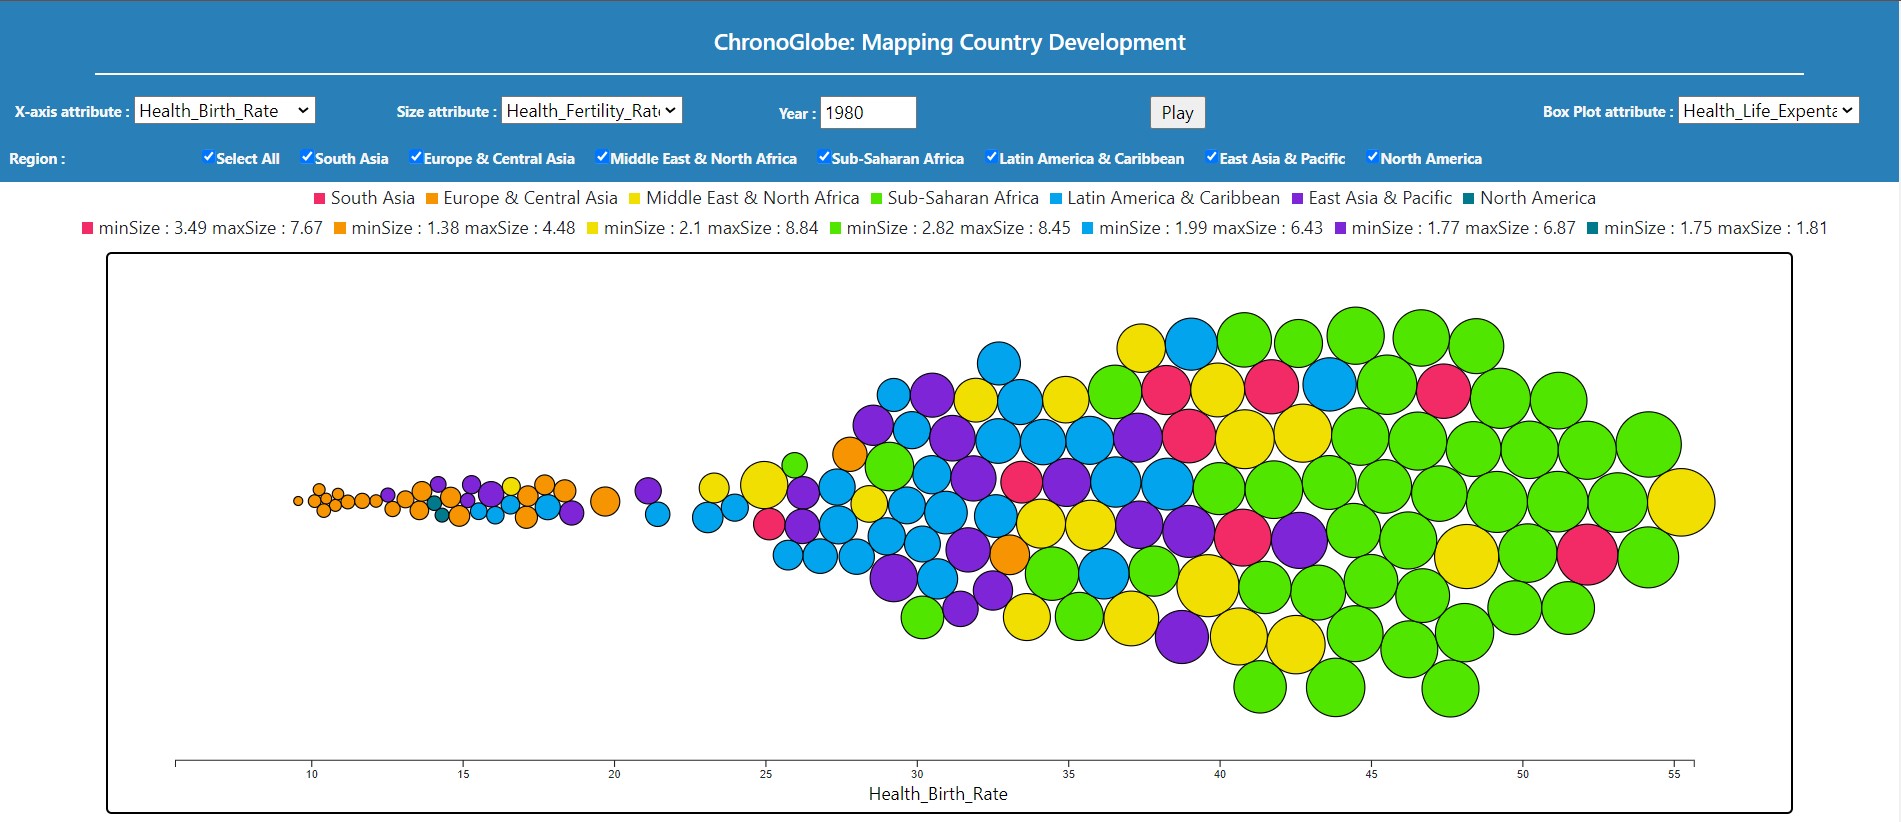 ChronoGlobe: Mapping Country Development
X-axis attribute : Health_Birth_Rate Size attribute : Health_Fertility_Rat Year : 1980 Play Box Plot attribute : Health_Life_Expenta
Region : Select All South Asia Europe & Central Asia Middle East & North Africa Sub-Saharan Africa Latin America & Caribbean East Asia & Pacific North America
South Asia Europe & Central Asia Middle East & North Africa Sub-Saharan Africa Latin America & Caribbean East Asia & Pacific North America
minSize : 3.49 maxSize : 7.67 minSize : 1.38 maxSize : 4.48 minSize : 2.1 maxSize : 8.84 minSize : 2.82 maxSize : 8.45 minSize : 1.99 maxSize : 6.43 minSize : 1.77 maxSize : 6.87 minSize : 1.75 maxSize : 1.81
10 15 20 25 30 35 40 45 50 55
Health_Birth_Rate